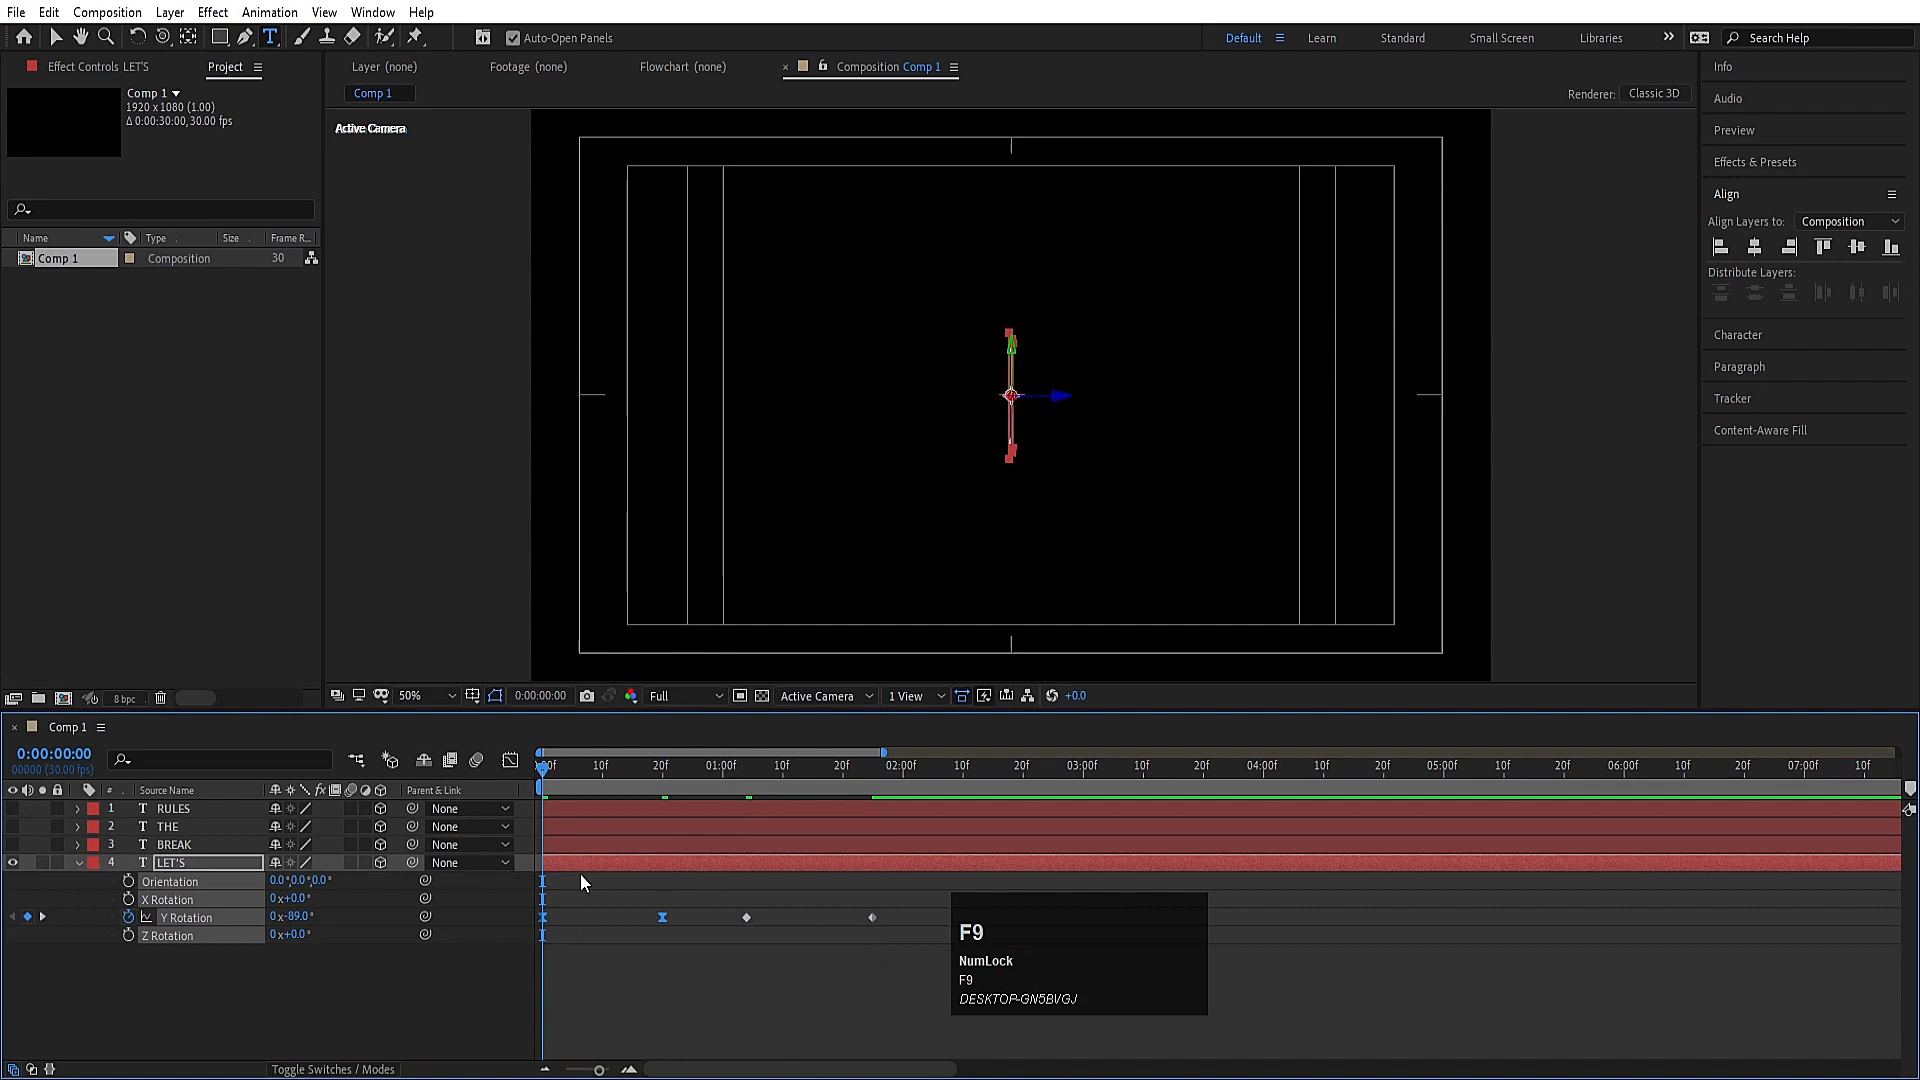 File Edit Composition Layer Effect Animation View Window Help
Auto-Open Panels
Default Learn Standard Small Screen Libraries Search Help
Effect Controls LET'S Project
Layer (none) Footage (none) Flowchart (none) Composition Comp 1
Info
Comp 1
1920 x 1080 (1.00)
Δ 0:00:30:00, 30.00 fps
Comp 1
Renderer: Classic 3D
Audio
Active Camera
Preview
Effects & Presets
Align
Align Layers to: Composition
Name Type Size Frame R...
Comp 1 Composition 30
Distribute Layers:
Character
Paragraph
Tracker
Content-Aware Fill
8 bpc
50% 0:00:00:00 Full Active Camera 1 View +0.0
Comp 1
0:00:00:00
00000 (30.00 fps)
:00f 10f 20f 01:00f 10f 20f 02:00f 10f 20f 03:00f 10f 20f 04:00f 10f 20f 05:00f 10f 20f 06:00f 10f 20f 07:00f 10f
# Source Name Parent & Link
1 T RULES None
2 T THE None
3 T BREAK None
4 T LET'S None
Orientation 0.0°,0.0°,0.0°
X Rotation 0x+0.0°
Y Rotation 0x-89.0°
Z Rotation 0x+0.0°
F9
NumLock
F9
DESKTOP-GN5BVGJ
Toggle Switches / Modes